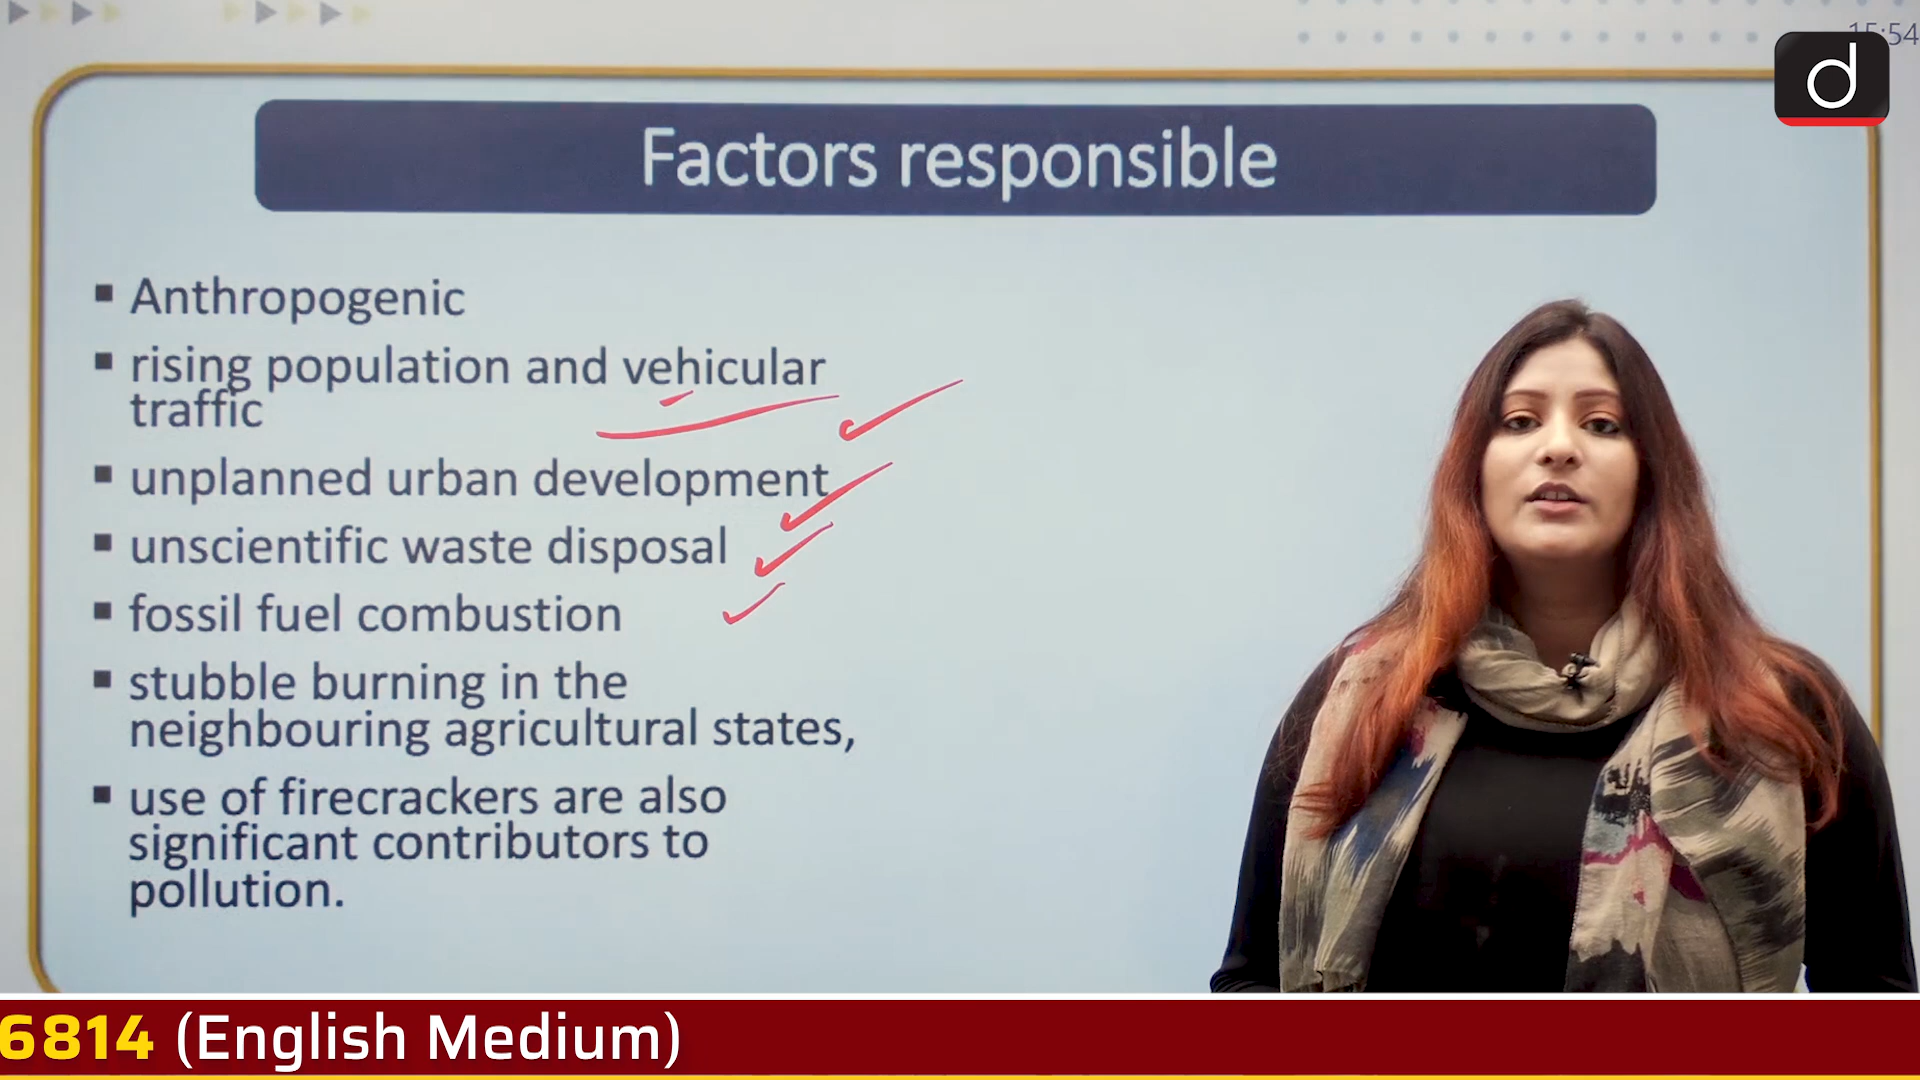 15:54
d
Factors responsible
▪ Anthropogenic
▪ rising population and vehicular
traffic
▪ unplanned urban development
▪ unscientific waste disposal
▪ fossil fuel combustion
▪ stubble burning in the
neighbouring agricultural states,
▪ use of firecrackers are also
significant contributors to
pollution.
6814 (English Medium)